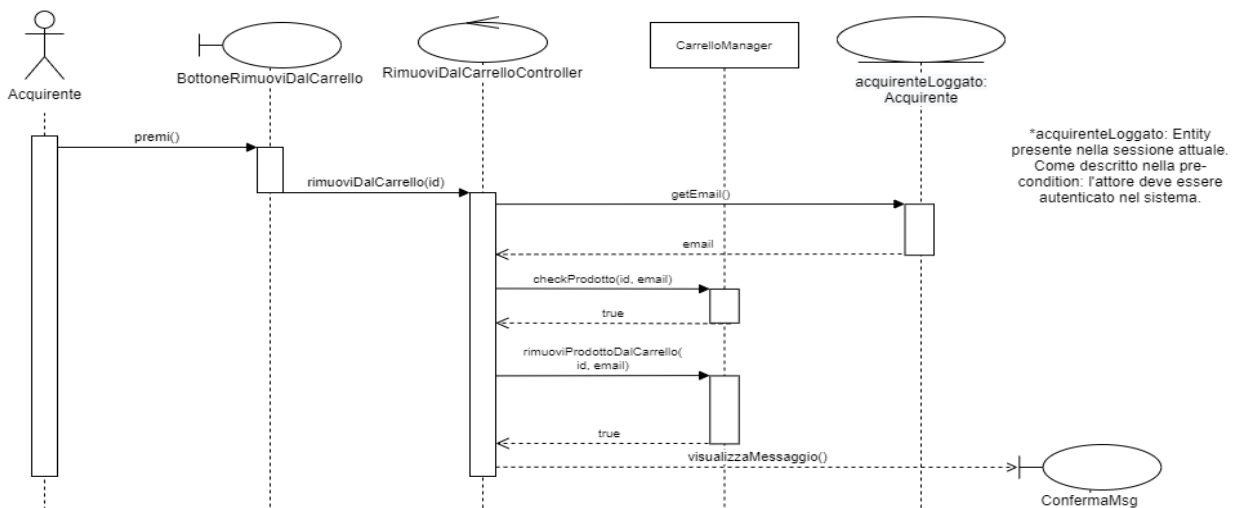 Acquirente
BottoneRimuoviDalCarrello
RimuoviDalCarrelloController
CarrelloManager
acquirenteLoggato:
Acquirente
*acquirenteLoggato: Entity
presente nella sessione attuale.
Come descritto nella pre-
condition: l'attore deve essere
autenticato nel sistema.
premi()
rimuoviDalCarrello(id)
getEmail()
email
checkProdotto(id, email)
true
rimuoviProdottoDalCarrello(
id, email)
true
visualizzaMessaggio()
ConfermaMsg